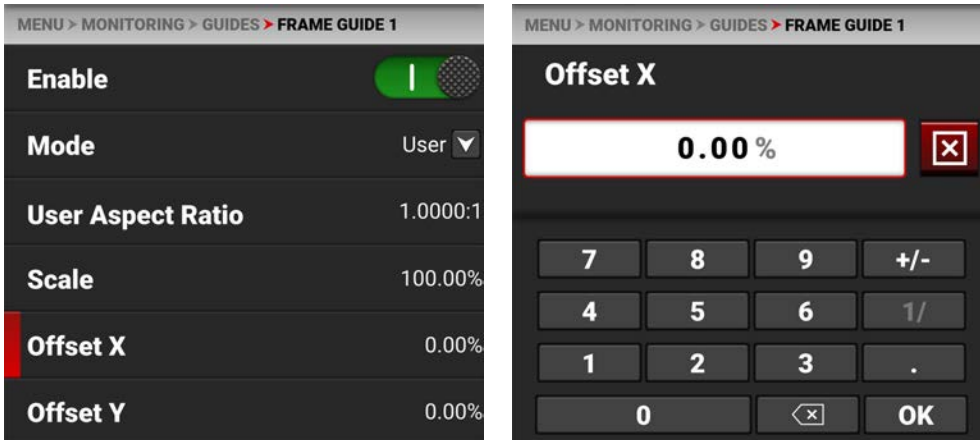 MENU > MONITORING > GUIDES > FRAME GUIDE 1
Enable
Mode User
User Aspect Ratio 1.0000:1
Scale 100.00%
Offset X 0.00%
Offset Y 0.00%
MENU > MONITORING > GUIDES > FRAME GUIDE 1
Offset X
0.00 %
7 8 9 +/-
4 5 6 1/
1 2 3 .
0 OK